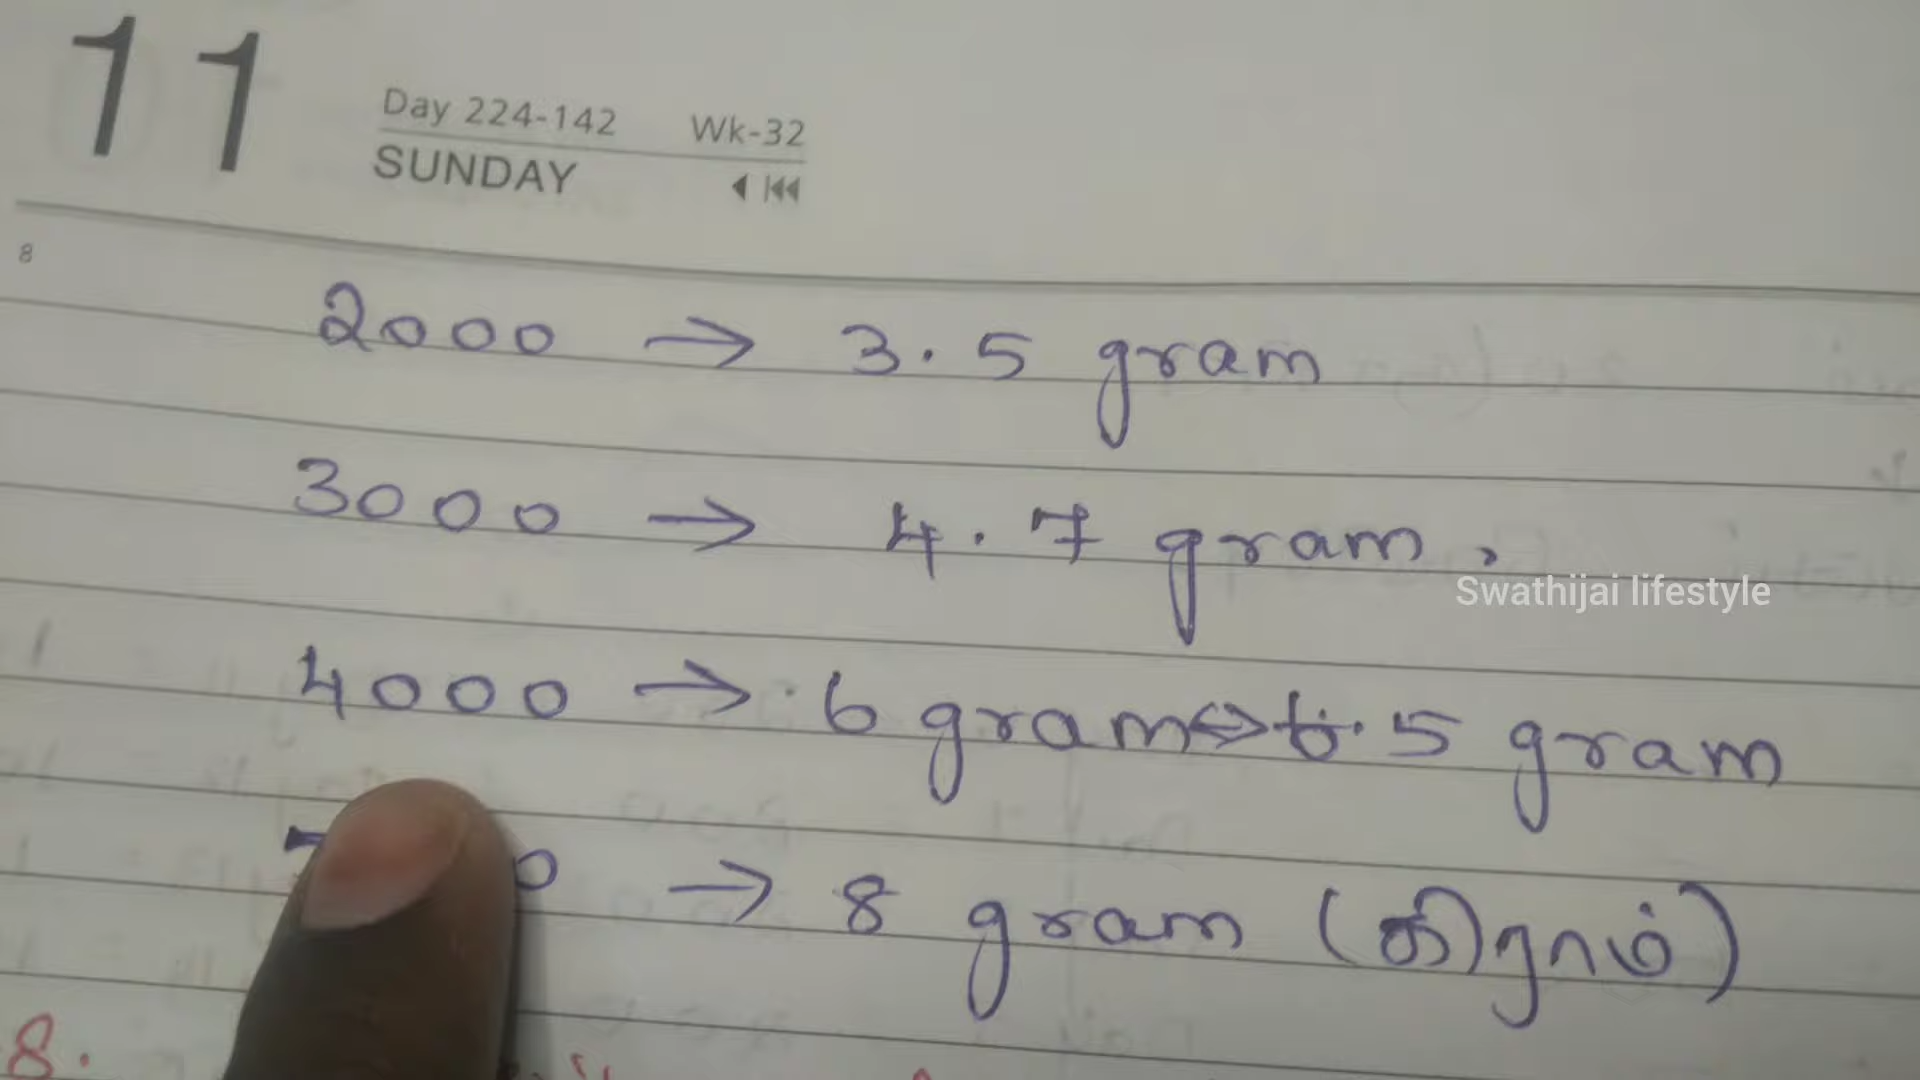 11
Day 224-142 Wk-32
SUNDAY
8
2000 → 3.5 gram
3000 → 4.7 gram,
Swathijai lifestyle
4000 → 6 gram ↔ 6.5 gram
0 → 8 gram (கிராம்)
8.